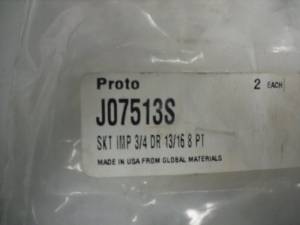 Proto 2 EACH
J07513S
SKT IMP 3/4 DR 13/16 8 PT
MADE IN USA FROM GLOBAL MATERIALS